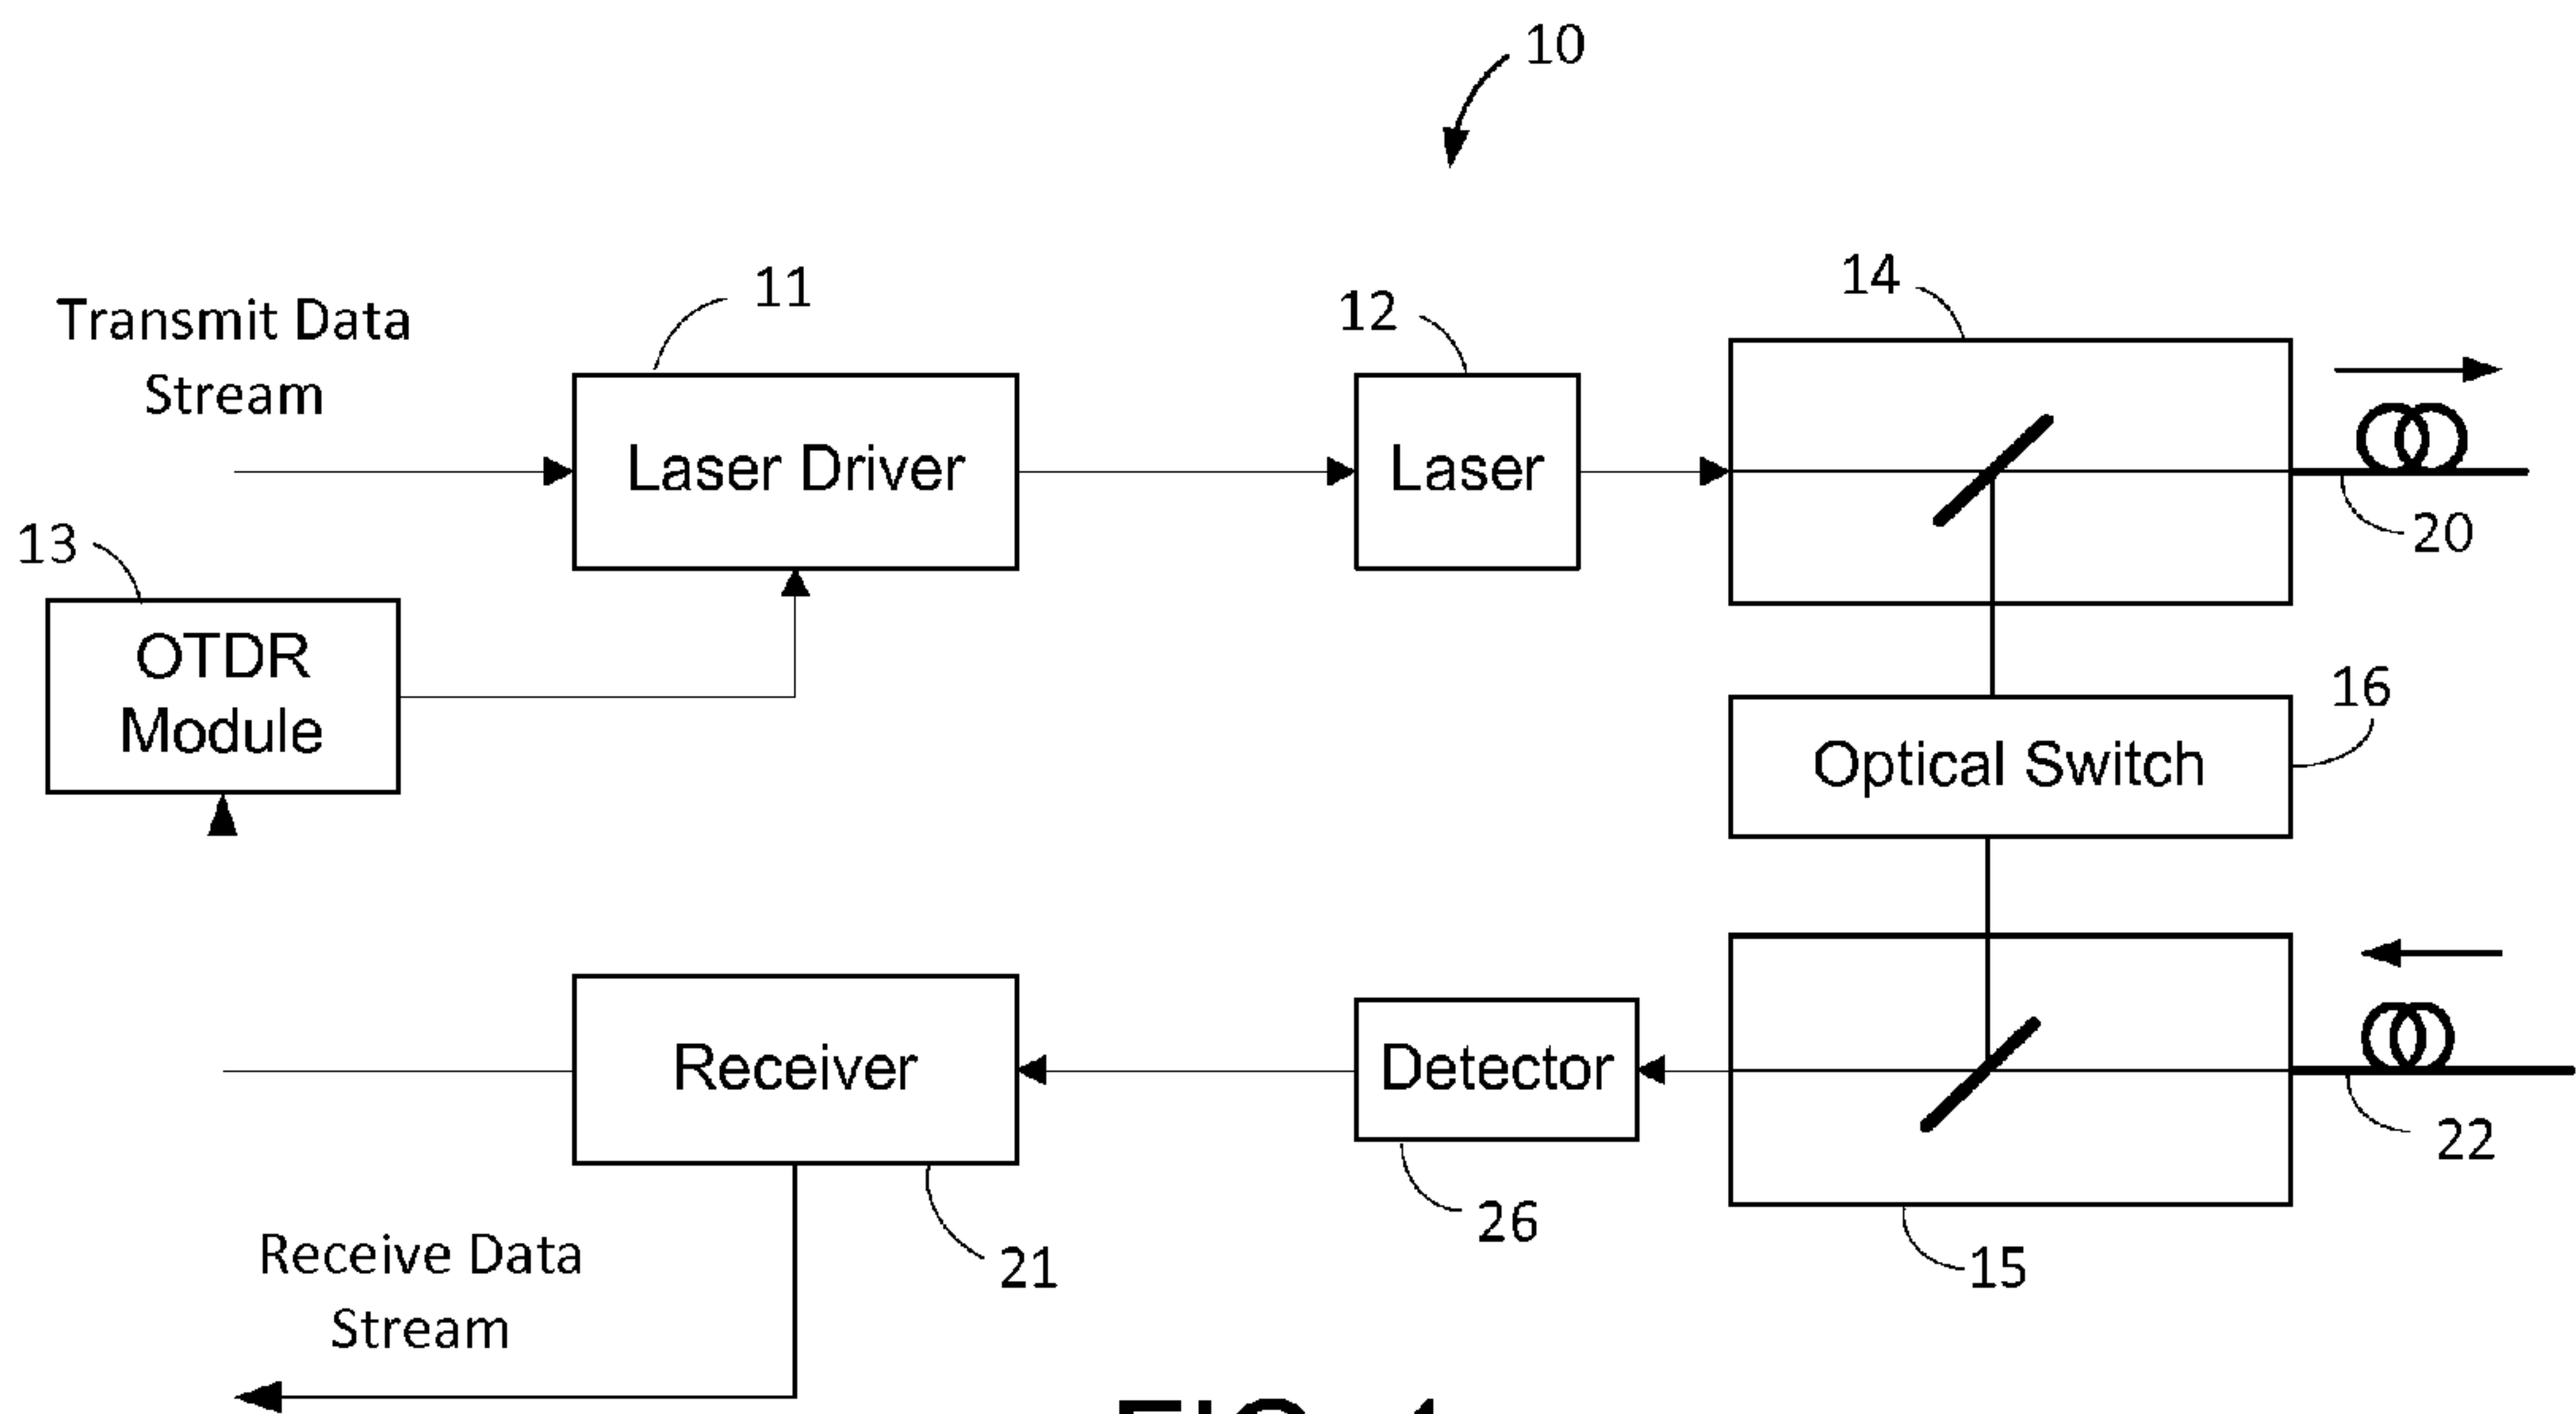 10
11
12
14
Transmit Data
Stream
Laser Driver
Laser
20
13
OTDR
Module
16
Optical Switch
Receiver
Detector
22
26
21
15
Receive Data
Stream